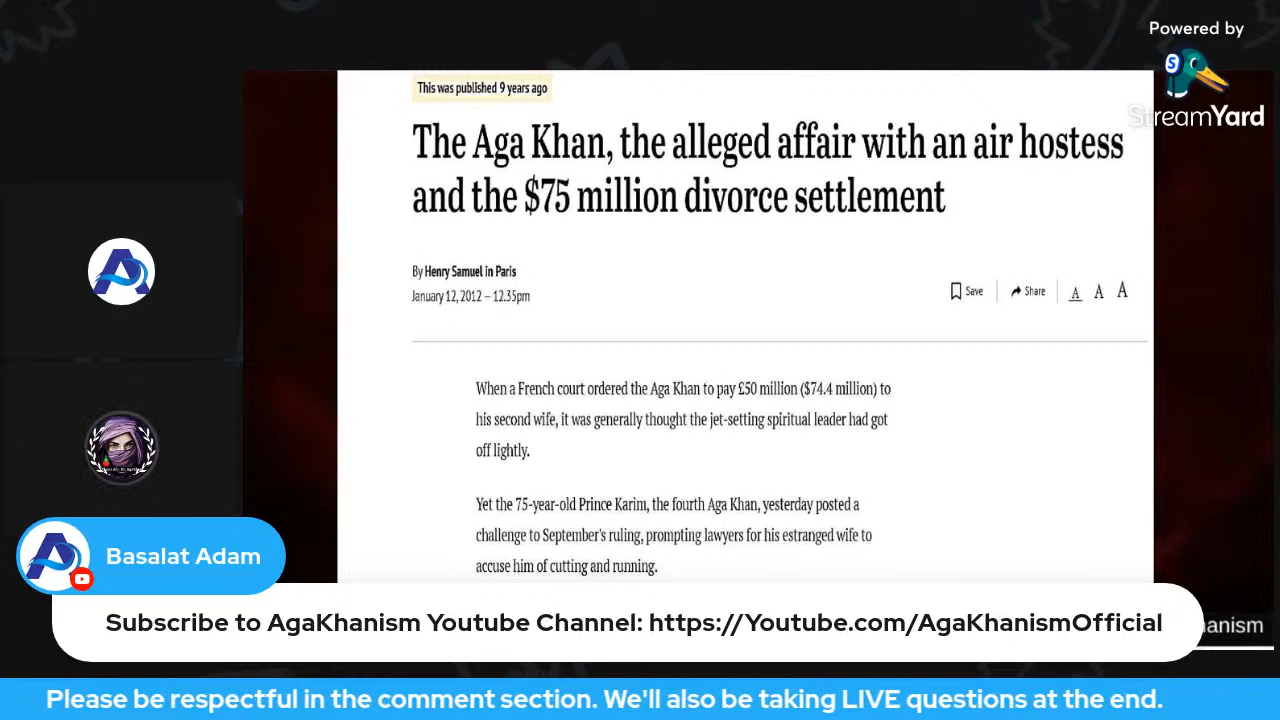 Powered by
StreamYard
This was published 9 years ago
The Aga Khan, the alleged affair with an air hostess
and the $75 million divorce settlement
By Henry Samuel in Paris
January 12, 2012 – 12.35pm
Save
Share
A A A
When a French court ordered the Aga Khan to pay £50 million ($74.4 million) to
his second wife, it was generally thought the jet-setting spiritual leader had got
off lightly.
Yet the 75-year-old Prince Karim, the fourth Aga Khan, yesterday posted a
challenge to September's ruling, prompting lawyers for his estranged wife to
accuse him of cutting and running.
Basalat Adam
Subscribe to AgaKhanism Youtube Channel: https://Youtube.com/AgaKhanismOfficial
anism
Please be respectful in the comment section. We'll also be taking LIVE questions at the end.